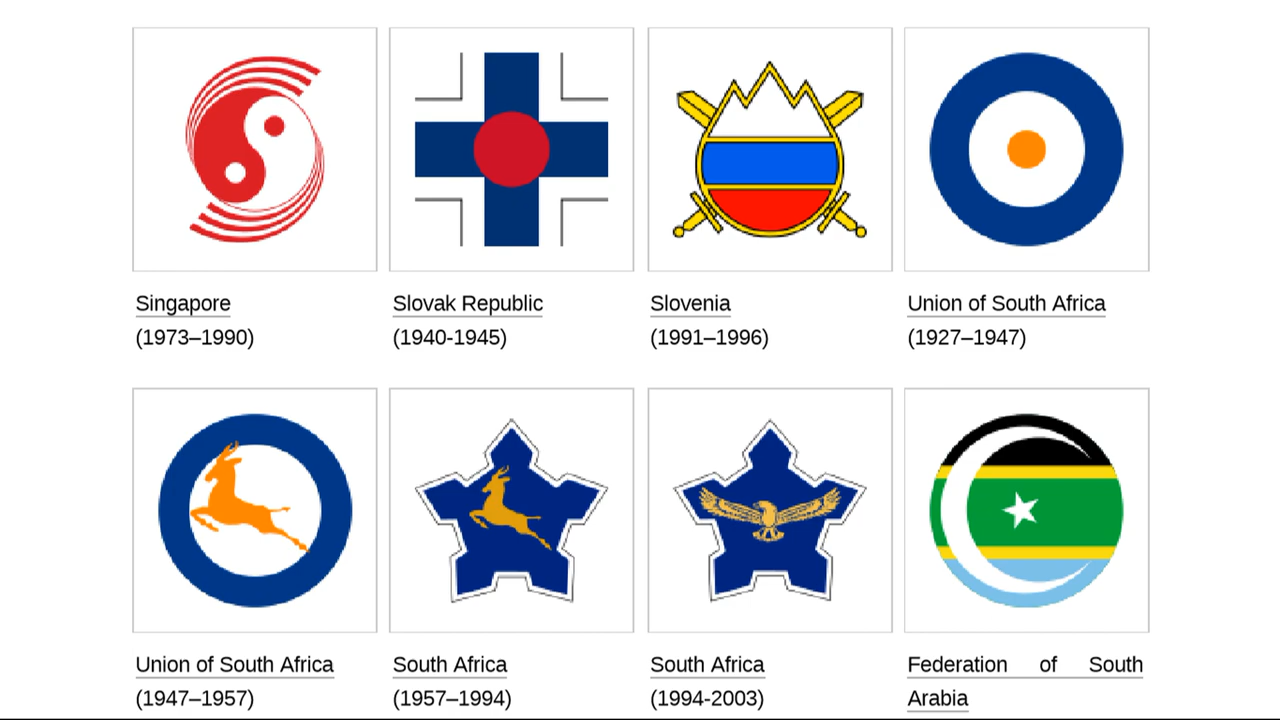 Singapore
(1973–1990)
Slovak Republic
(1940-1945)
Slovenia
(1991–1996)
Union of South Africa
(1927–1947)
Union of South Africa
(1947–1957)
South Africa
(1957–1994)
South Africa
(1994-2003)
Federation of South
Arabia